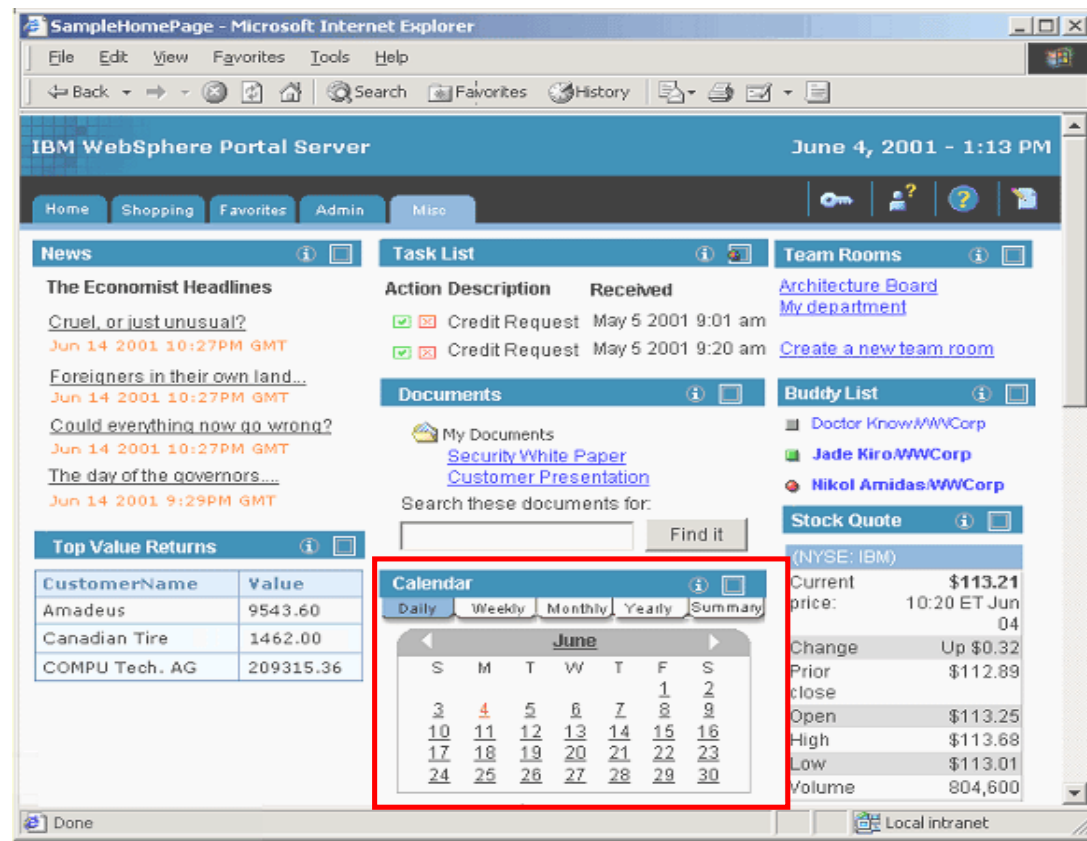 SampleHomePage - Microsoft Internet Explorer
File Edit View Favorites Tools Help
Back Search Favorites History
IBM WebSphere Portal Server
June 4, 2001 - 1:13 PM
Home Shopping Favorites Admin Misc
News
The Economist Headlines
Cruel, or just unusual?
Jun 14 2001 10:27PM GMT
Foreigners in their own land...
Jun 14 2001 10:27PM GMT
Could everything now go wrong?
Jun 14 2001 10:27PM GMT
The day of the governors....
Jun 14 2001 9:29PM GMT
Top Value Returns
CustomerName Value
Amadeus 9543.60
Canadian Tire 1462.00
COMPU Tech. AG 209315.36
Task List
Action Description Received
Credit Request May 5 2001 9:01 am
Credit Request May 5 2001 9:20 am
Documents
My Documents
Security White Paper
Customer Presentation
Search these documents for:
Find it
Calendar
Daily Weekly Monthly Yearly Summary
June
S M T W T F S
1 2
3 4 5 6 7 8 9
10 11 12 13 14 15 16
17 18 19 20 21 22 23
24 25 26 27 28 29 30
Team Rooms
Architecture Board
My department
Create a new team room
Buddy List
Doctor Know/WWCorp
Jade Kiro/WWCorp
Nikol Amidas/WWCorp
Stock Quote
(NYSE: IBM)
Current $113.21
price: 10:20 ET Jun
04
Change Up $0.32
Prior $112.89
close
Open $113.25
High $113.68
Low $113.01
Volume 804,600
Done
Local intranet